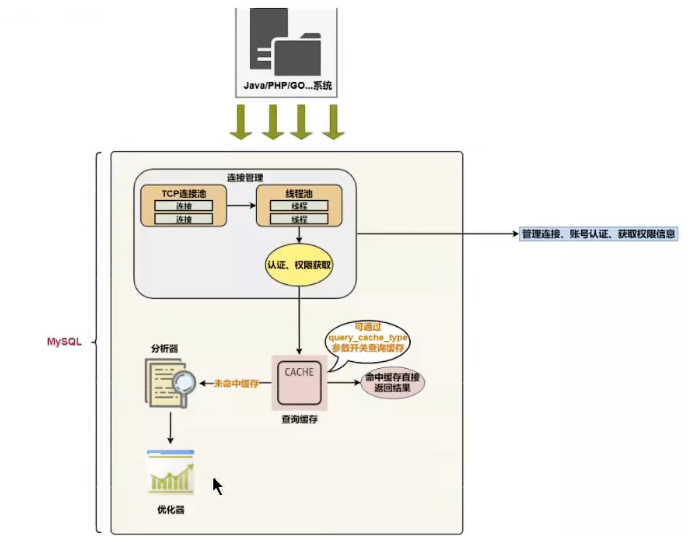 Java/PHP/GO...系统
连接管理
TCP连接池
连接
连接
线程池
线程
线程
认证、权限获取
管理连接、账号认证、获取权限信息
MySQL
可通过
query_cache_type
参数开关查询缓存
分析器
CACHE
未命中缓存
命中缓存直接
返回结果
查询缓存
优化器